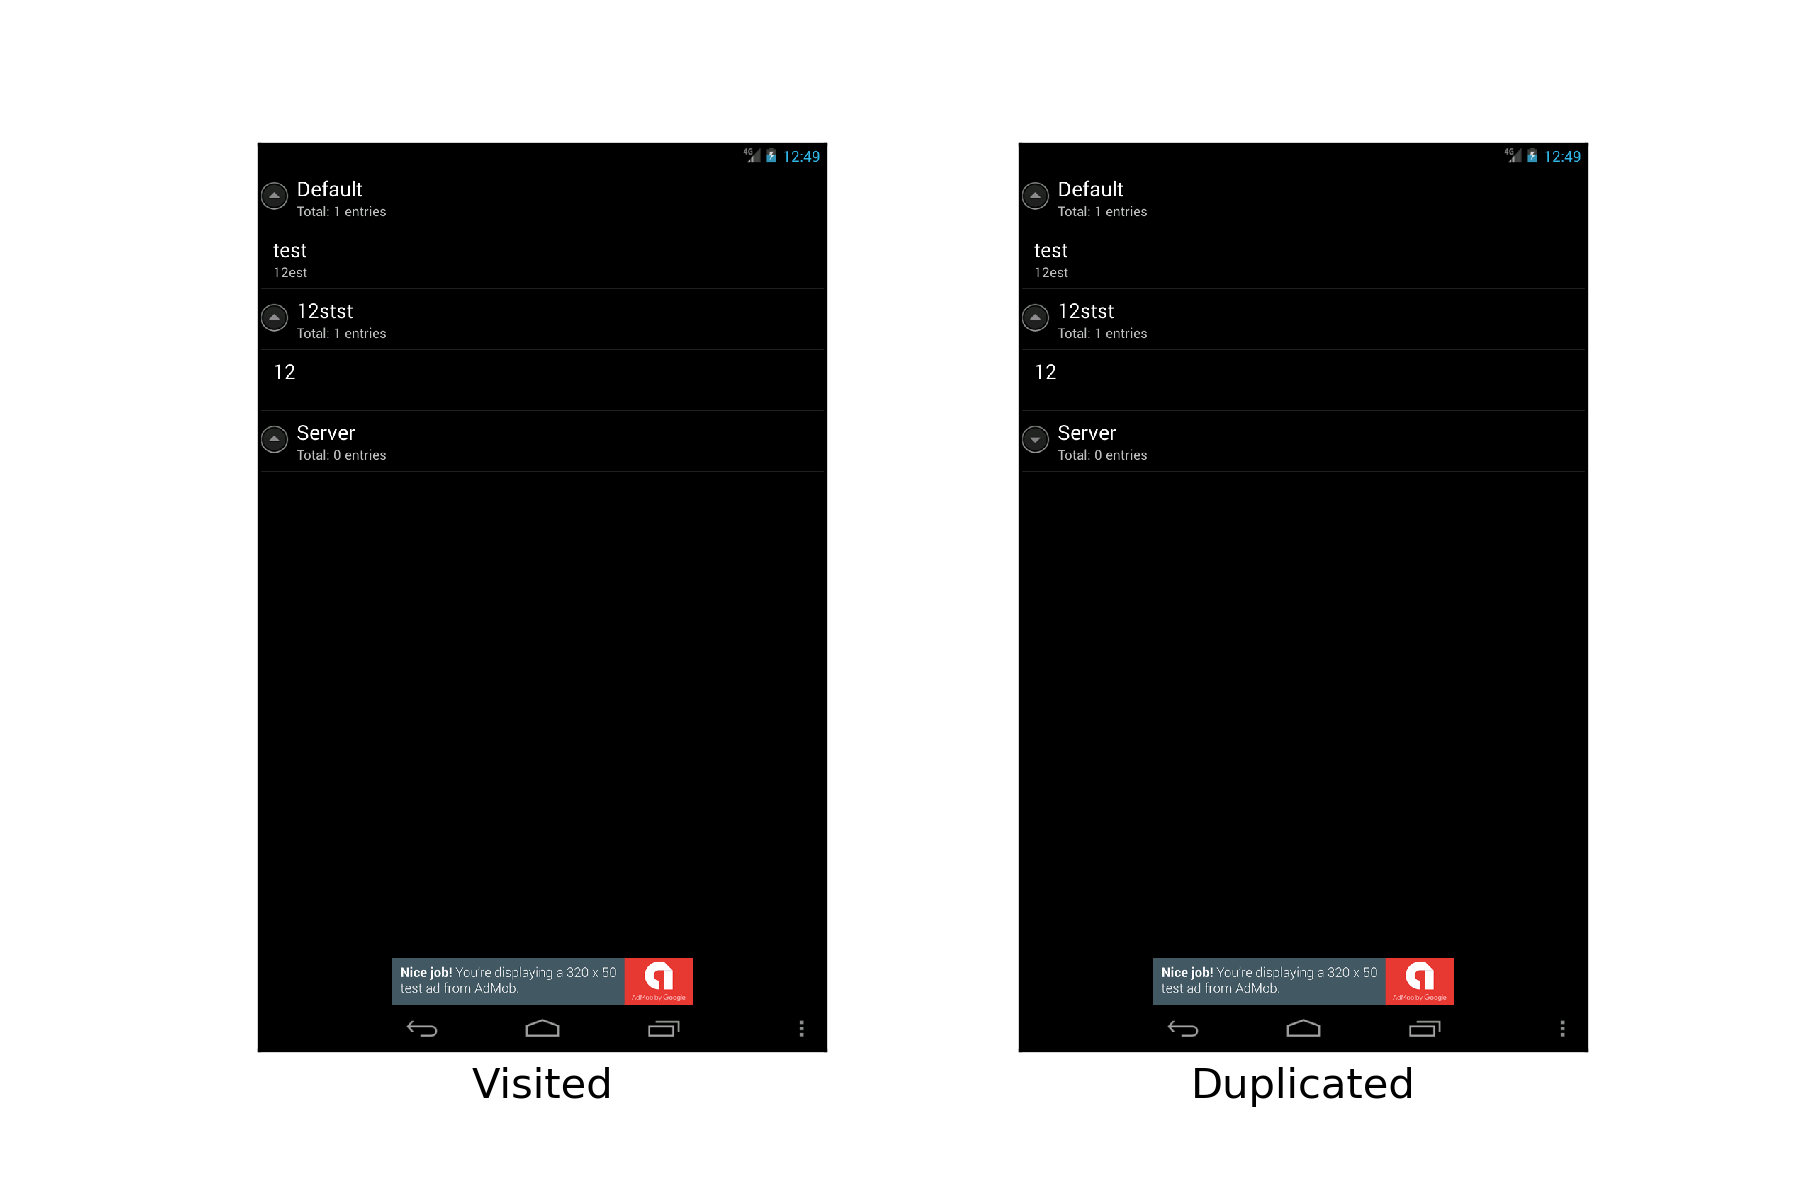 4G 12:49
Default
Total: 1 entries
test
12est
12stst
Total: 1 entries
12
Server
Total: 0 entries
Nice job! You're displaying a 320 x 50
test ad from AdMob.
AdMob by Google
Visited
4G 12:49
Default
Total: 1 entries
test
12est
12stst
Total: 1 entries
12
Server
Total: 0 entries
Nice job! You're displaying a 320 x 50
test ad from AdMob.
AdMob by Google
Duplicated